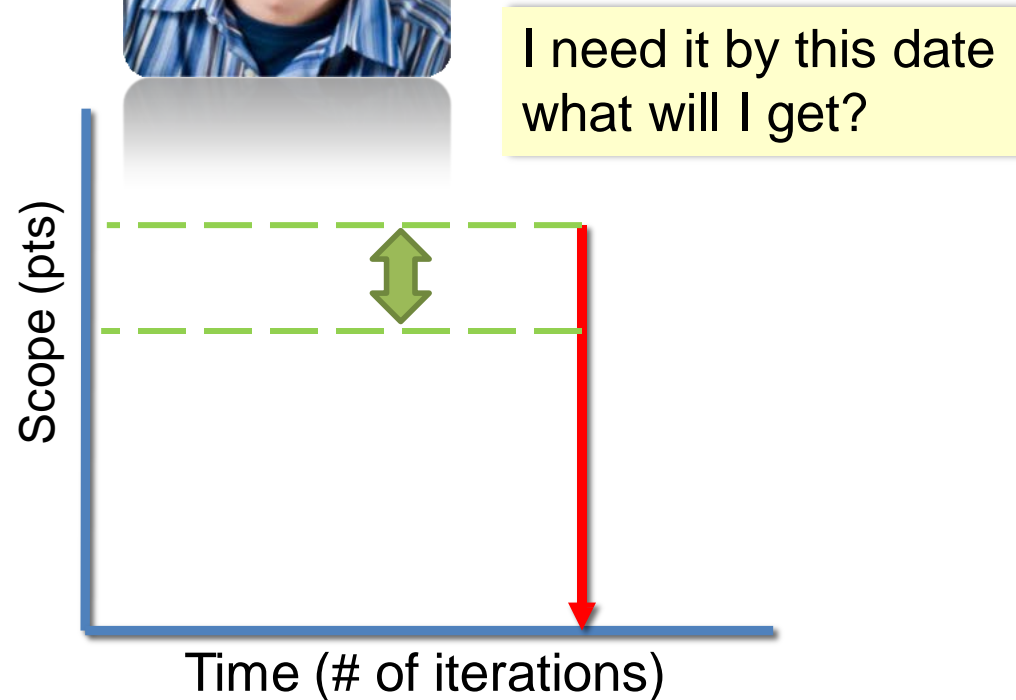 I need it by this date
what will I get?
Scope (pts)
Time (# of iterations)